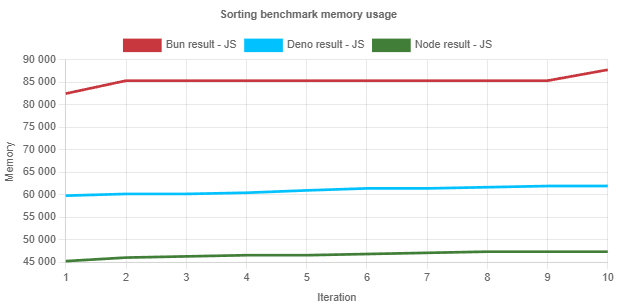 Sorting benchmark memory usage
Bun result - JS Deno result - JS Node result - JS
90 000
85 000
80 000
75 000
70 000
65 000
60 000
55 000
50 000
45 000
Memory
1 2 3 4 5 6 7 8 9 10
Iteration